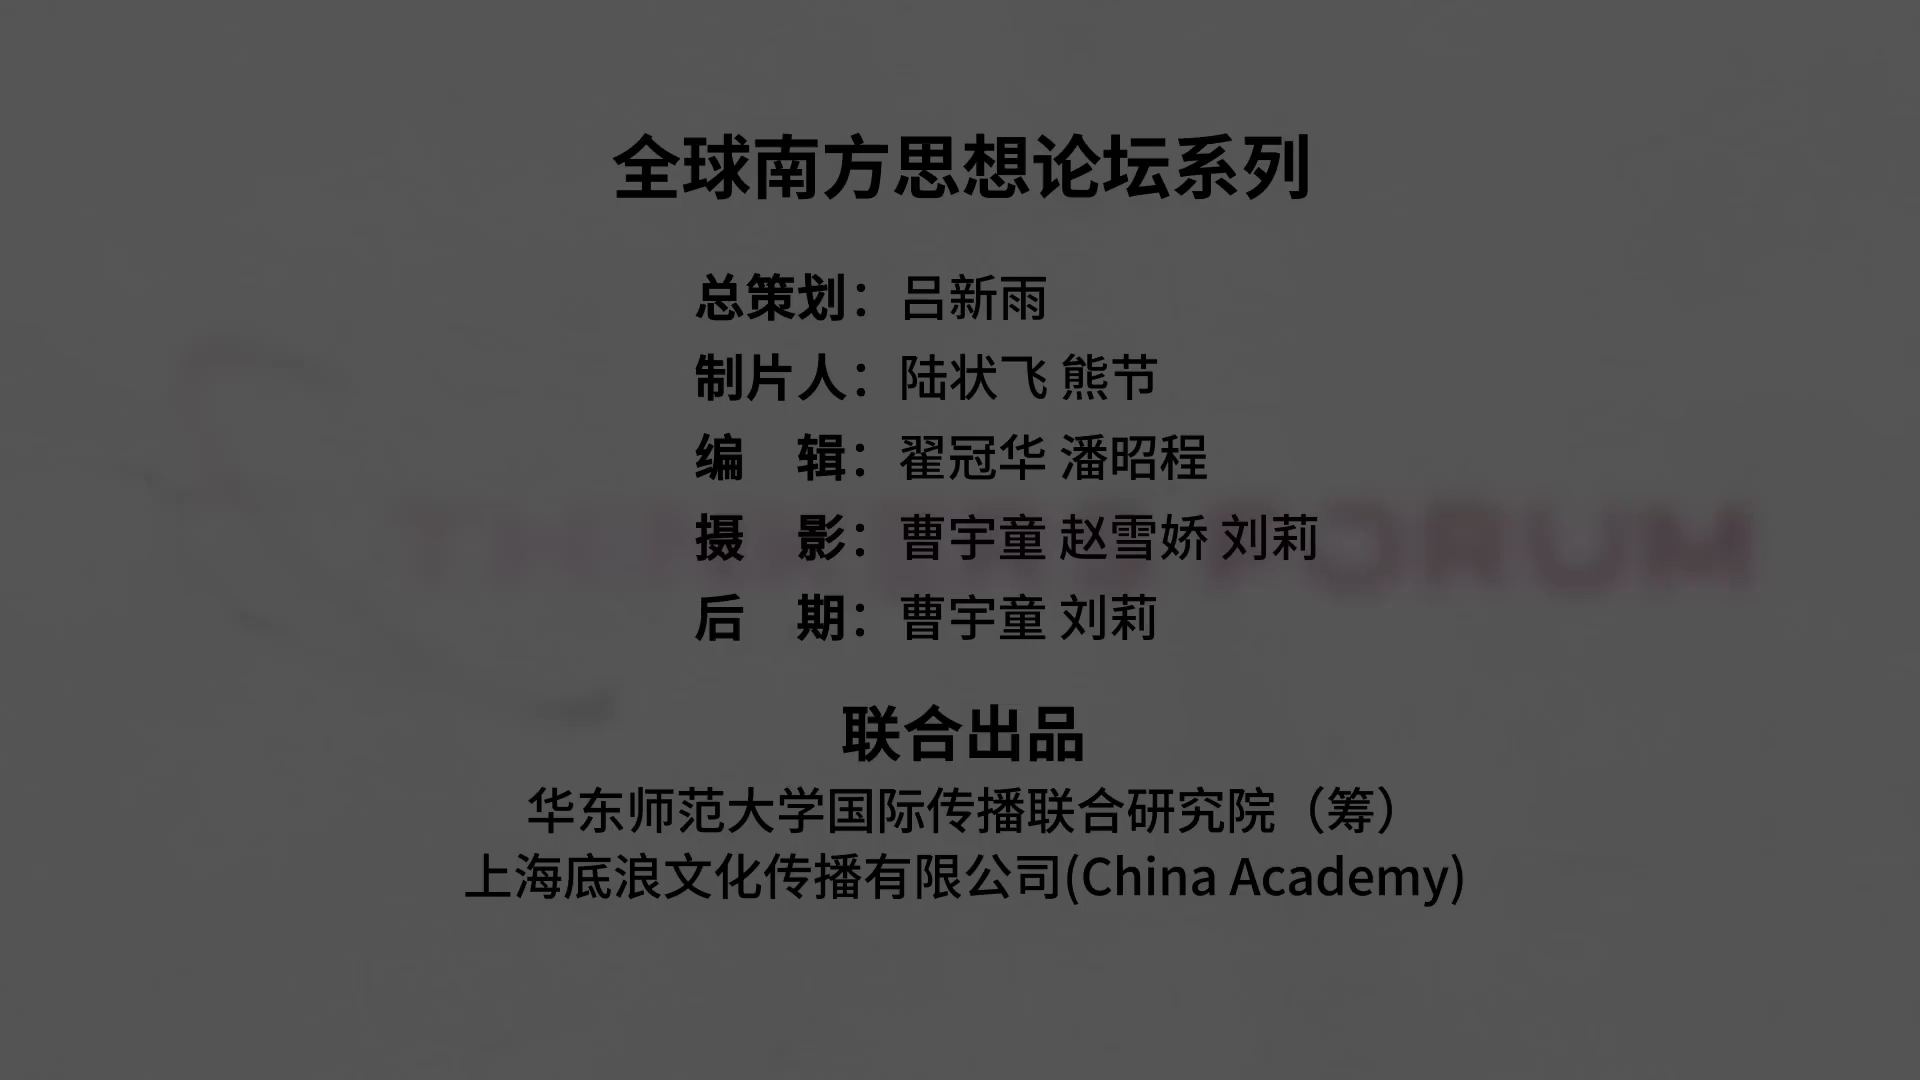 全球南方思想论坛系列
总策划：吕新雨
制片人：陆状飞 熊节
编 辑：翟冠华 潘昭程
摄 影：曹宇童 赵雪娇 刘莉
THINKERS FORUM
后 期：曹宇童 刘莉
联合出品
华东师范大学国际传播联合研究院（筹）
上海底浪文化传播有限公司(China Academy)